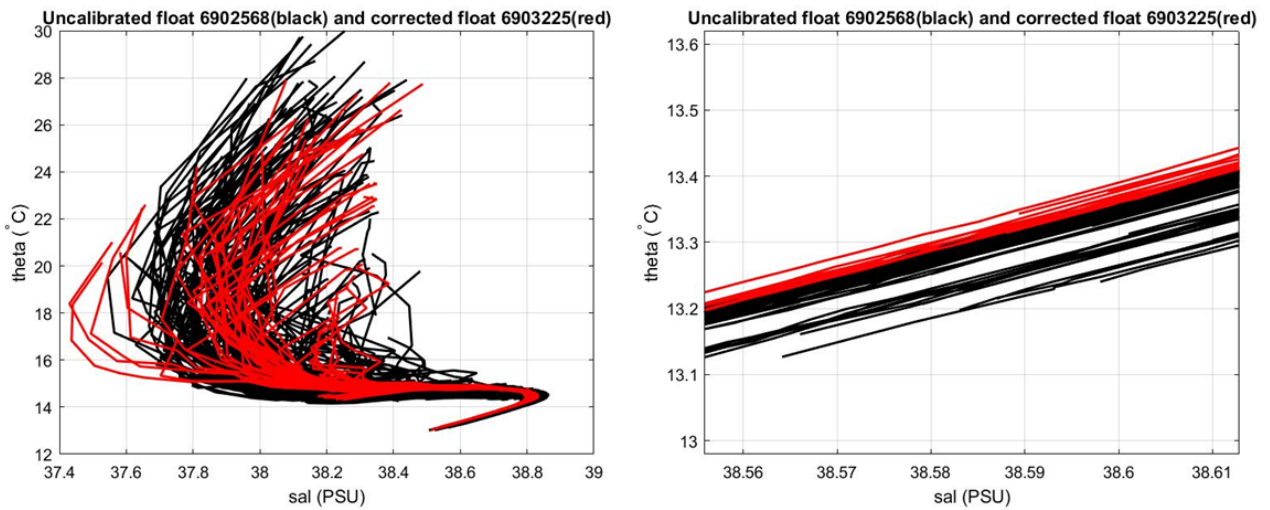 Uncalibrated float 6902568(black) and corrected float 6903225(red)
30
28
26
24
22
20
18
16
14
12
theta (°C)
37.4 37.6 37.8 38 38.2 38.4 38.6 38.8 39
sal (PSU)
Uncalibrated float 6902568(black) and corrected float 6903225(red)
13.6
13.5
13.4
13.3
13.2
13.1
13
theta (°C)
38.56 38.57 38.58 38.59 38.6 38.61
sal (PSU)